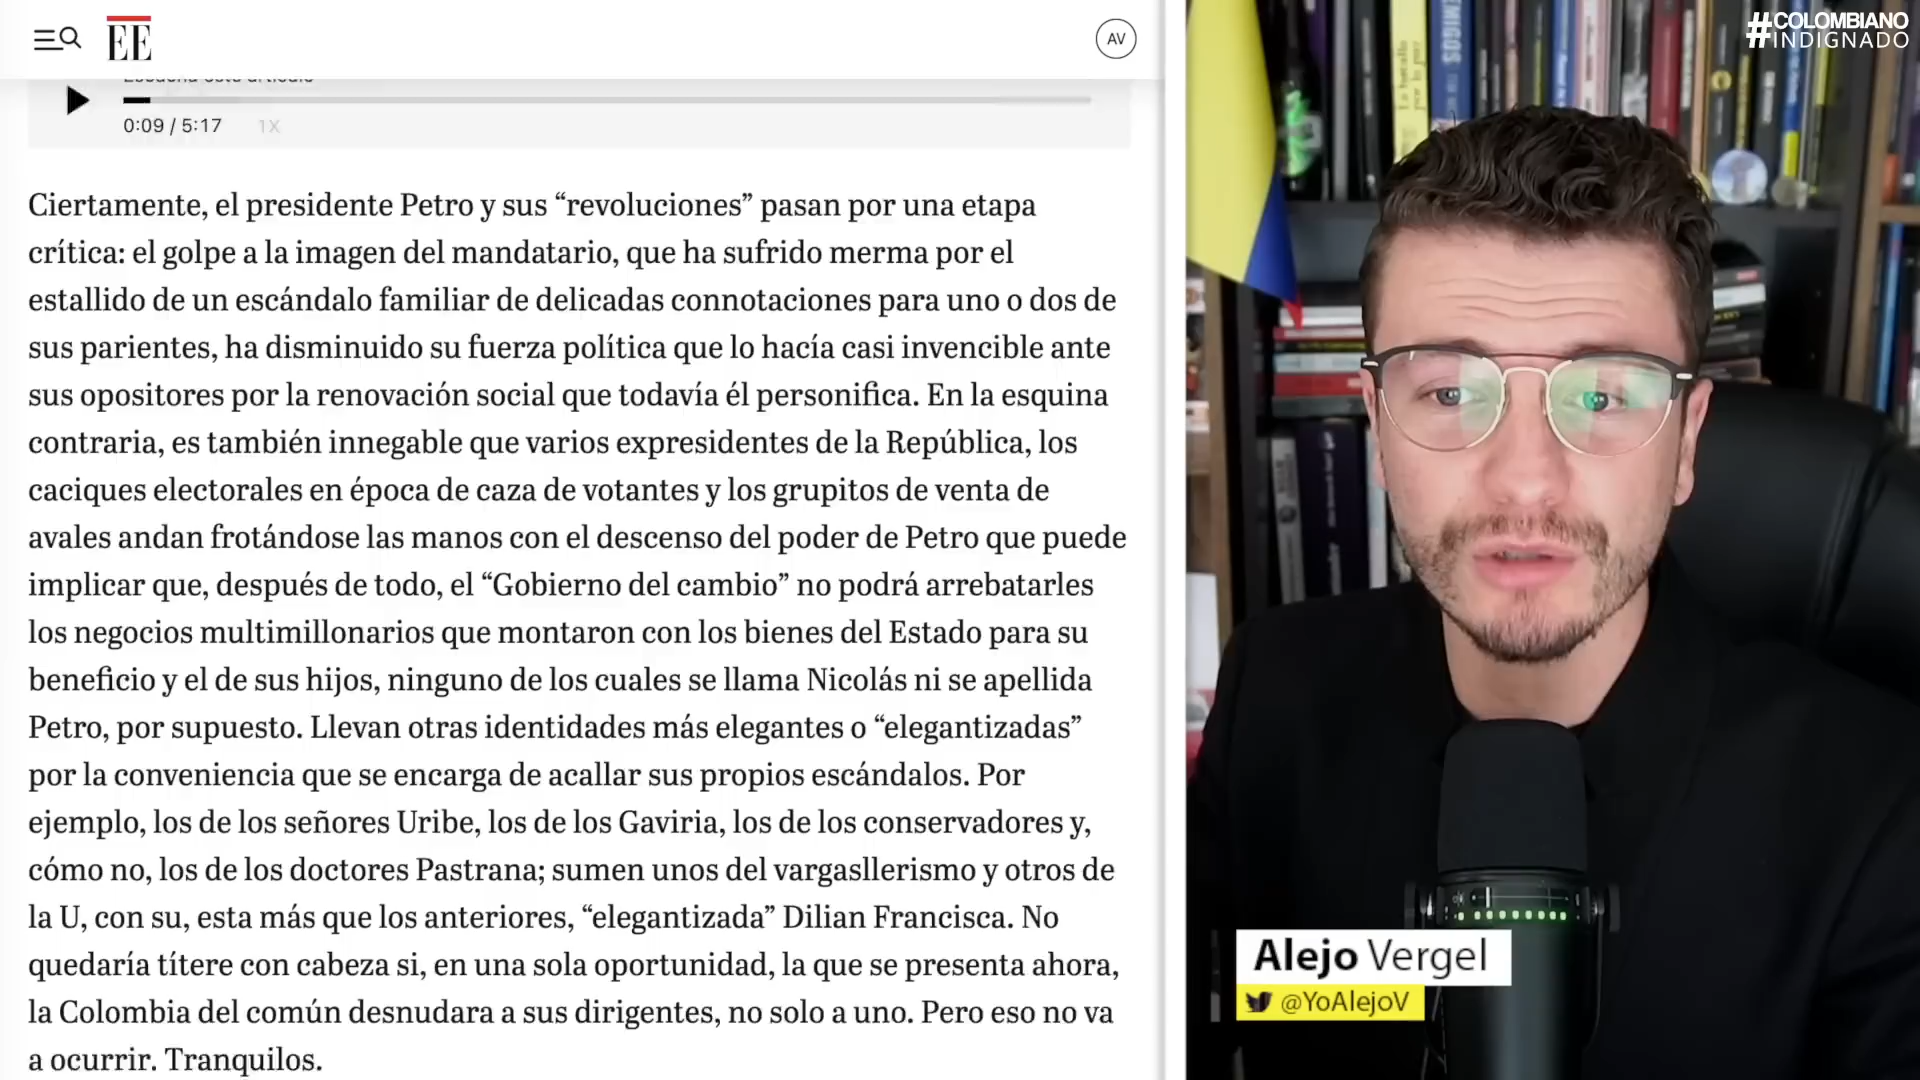 EE
AV
Escucha este artículo
0:09 / 5:17
1X
Ciertamente, el presidente Petro y sus “revoluciones” pasan por una etapa
crítica: el golpe a la imagen del mandatario, que ha sufrido merma por el
estallido de un escándalo familiar de delicadas connotaciones para uno o dos de
sus parientes, ha disminuido su fuerza política que lo hacía casi invencible ante
sus opositores por la renovación social que todavía él personifica. En la esquina
contraria, es también innegable que varios expresidentes de la República, los
caciques electorales en época de caza de votantes y los grupitos de venta de
avales andan frotándose las manos con el descenso del poder de Petro que puede
implicar que, después de todo, el “Gobierno del cambio” no podrá arrebatarles
los negocios multimillonarios que montaron con los bienes del Estado para su
beneficio y el de sus hijos, ninguno de los cuales se llama Nicolás ni se apellida
Petro, por supuesto. Llevan otras identidades más elegantes o “elegantizadas”
por la conveniencia que se encarga de acallar sus propios escándalos. Por
ejemplo, los de los señores Uribe, los de los Gaviria, los de los conservadores y,
cómo no, los de los doctores Pastrana; sumen unos del vargasllerismo y otros de
la U, con su, esta más que los anteriores, “elegantizada” Dilian Francisca. No
quedaría títere con cabeza si, en una sola oportunidad, la que se presenta ahora,
la Colombia del común desnudara a sus dirigentes, no solo a uno. Pero eso no va
a ocurrir. Tranquilos.
#COLOMBIANO
INDIGNADO
Alejo Vergel
@YoAlejoV